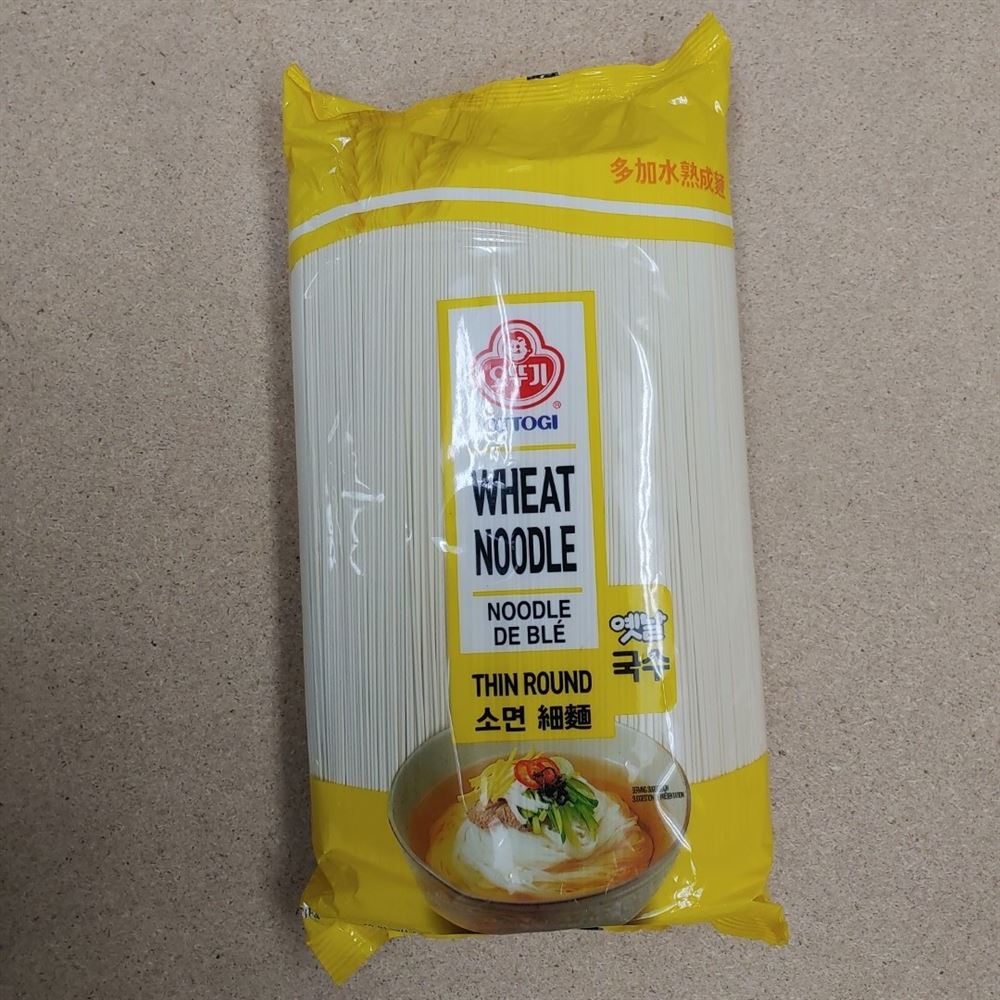 多加水熟成麵
오뚜기
®
OTTOGI
WHEAT
NOODLE
NOODLE
DE BLÉ
THIN ROUND
소면 細麵
옛날
국수